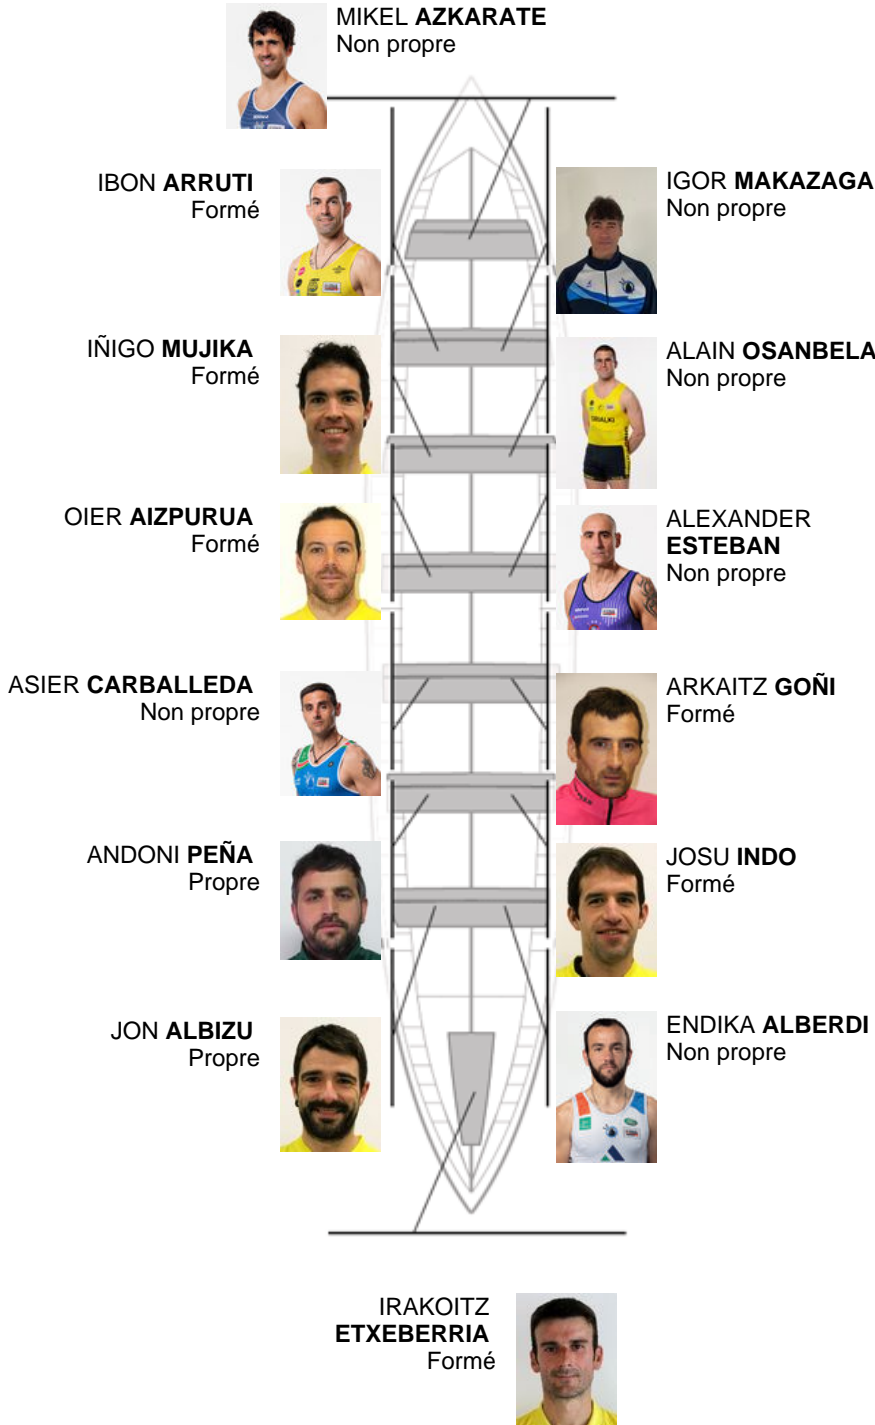 MIKEL AZKARATE
Non propre
IBON ARRUTI
Formé
IGOR MAKAZAGA
Non propre
IÑIGO MUJIKA
Formé
ALAIN OSANBELA
Non propre
OIER AIZPURUA
Formé
ALEXANDER
ESTEBAN
Non propre
ASIER CARBALLEDA
Non propre
ARKAITZ GOÑI
Formé
ANDONI PEÑA
Propre
JOSU INDO
Formé
JON ALBIZU
Propre
ENDIKA ALBERDI
Non propre
IRAKOITZ
ETXEBERRIA
Formé